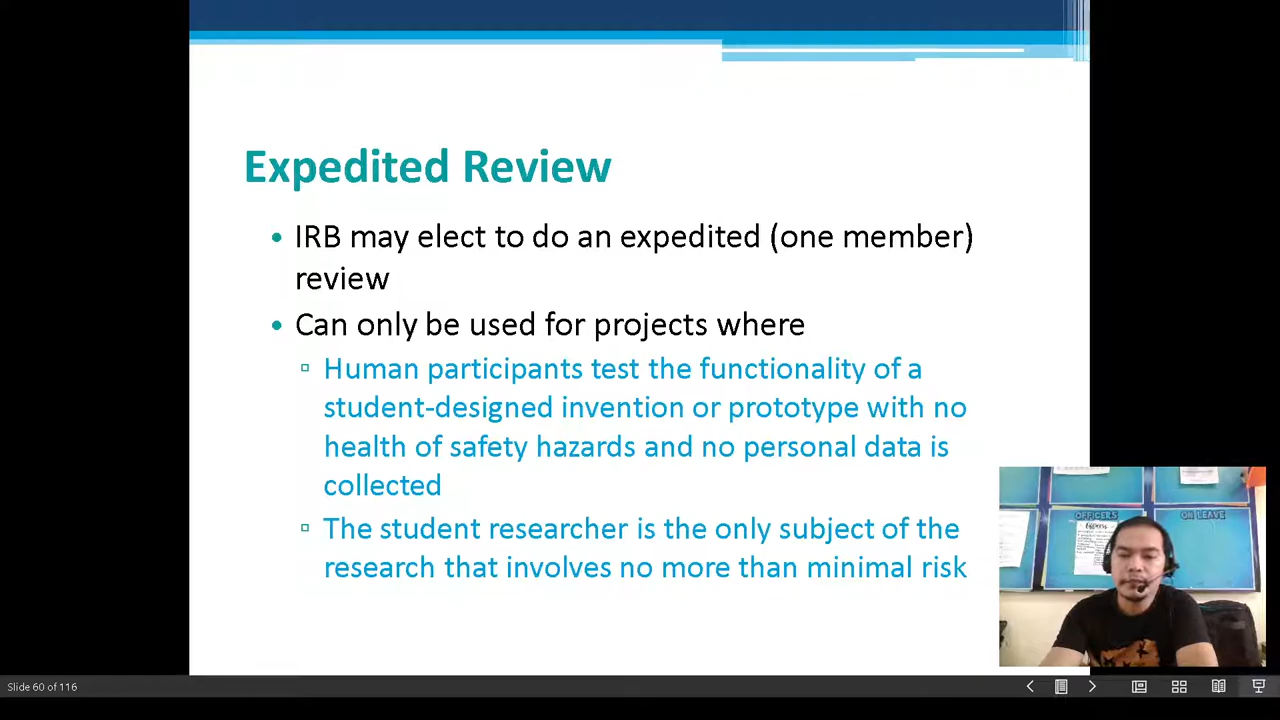 Expedited Review
• IRB may elect to do an expedited (one member)
review
• Can only be used for projects where
▫ Human participants test the functionality of a
student-designed invention or prototype with no
health of safety hazards and no personal data is
collected
▫ The student researcher is the only subject of the
research that involves no more than minimal risk
OFFICERS
ON LEAVE
Slide 60 of 116